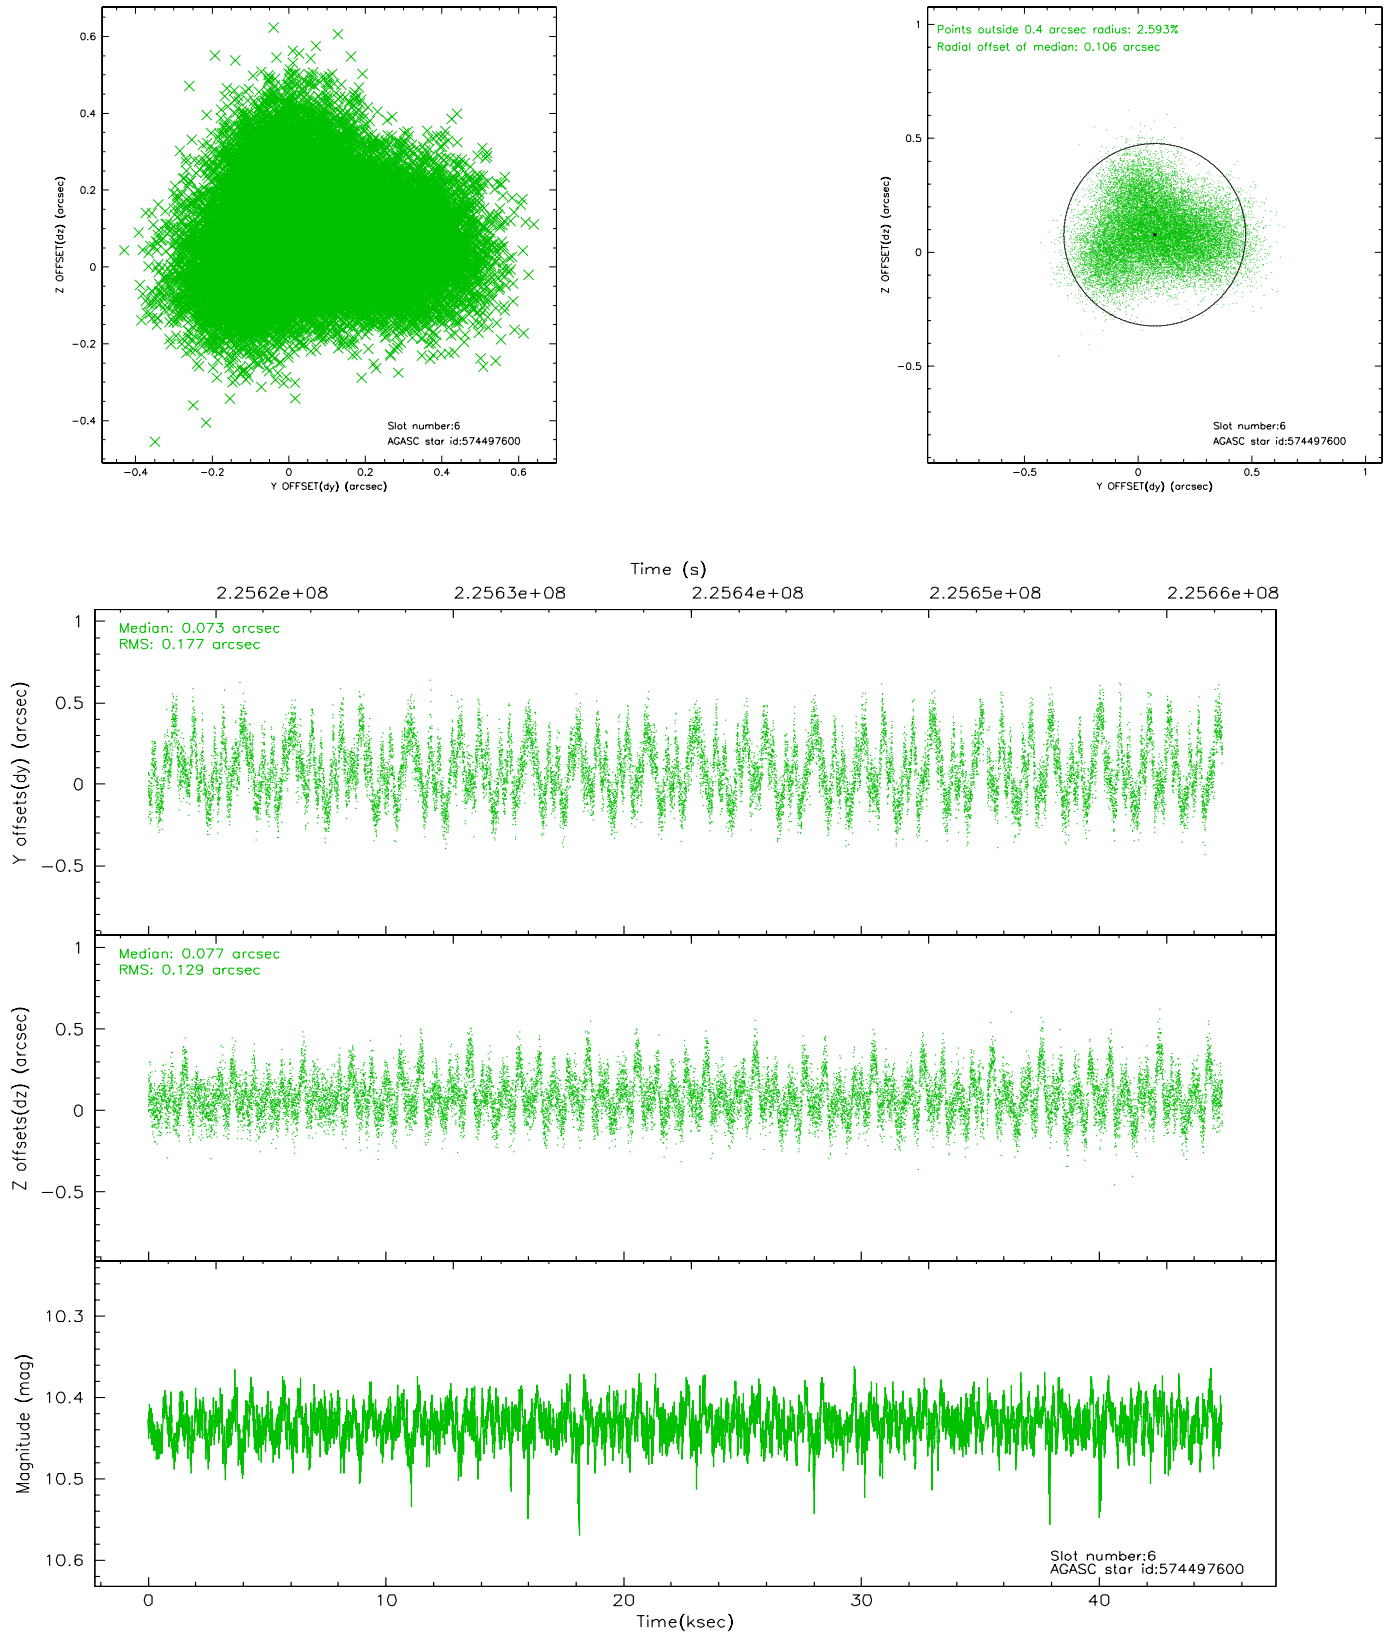 0.6
0.4
0.2
0
−0.2
−0.4
−0.4 −0.2 0 0.2 0.4 0.6
Z OFFSET(dz) (arcsec)
Y OFFSET(dy) (arcsec)
Slot number:6
AGASC star id:574497600
Points outside 0.4 arcsec radius: 2.593%
Radial offset of median: 0.106 arcsec
1
0.5
0
−0.5
−0.5 0 0.5 1
Z OFFSET(dz) (arcsec)
Y OFFSET(dy) (arcsec)
Slot number:6
AGASC star id:574497600
Time (s)
2.2562e+08 2.2563e+08 2.2564e+08 2.2565e+08 2.2566e+08
Median: 0.073 arcsec
RMS: 0.177 arcsec
1
0.5
0
−0.5
Y offsets(dy) (arcsec)
Median: 0.077 arcsec
RMS: 0.129 arcsec
1
0.5
0
−0.5
Z offsets(dz) (arcsec)
10.3
10.4
10.5
10.6
Magnitude (mag)
Slot number:6
AGASC star id:574497600
0 10 20 30 40
Time(ksec)